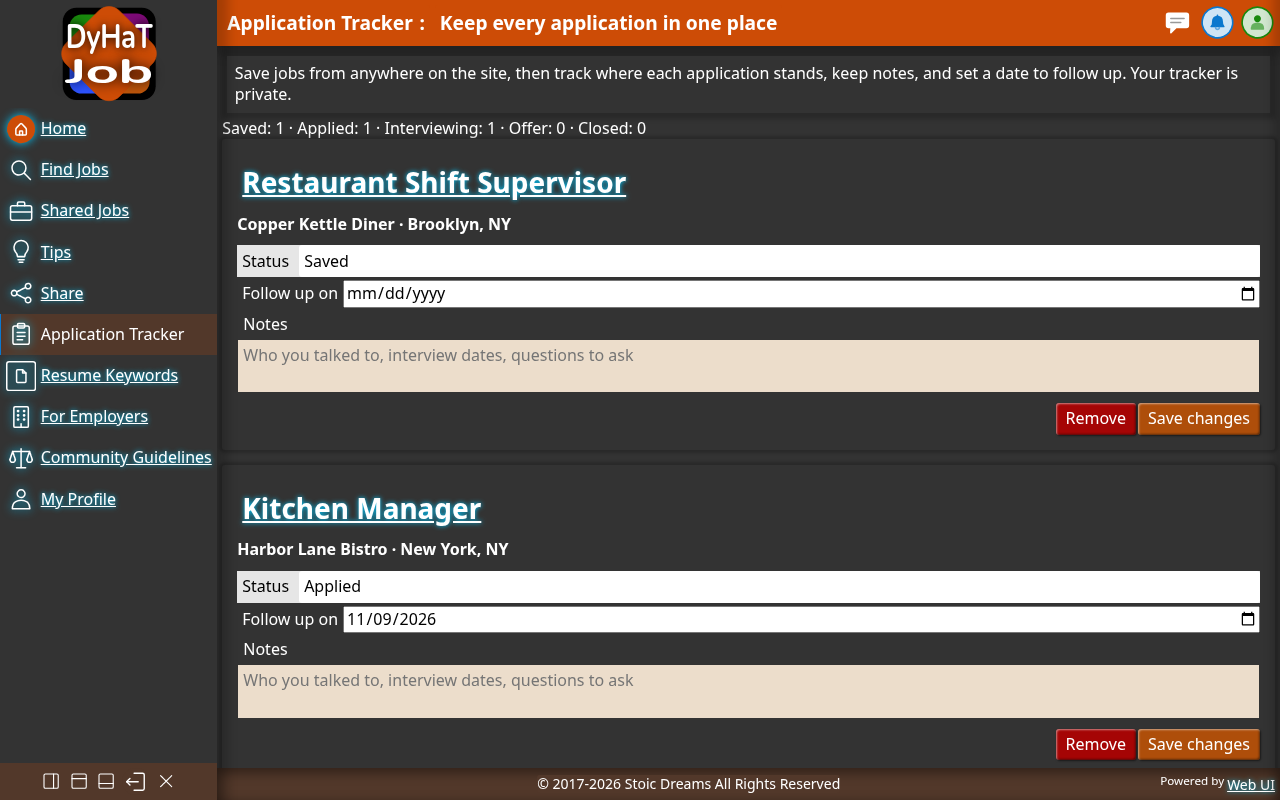 DyHaT
Job
Home
Find Jobs
Shared Jobs
Tips
Share
Application Tracker
Resume Keywords
For Employers
Community Guidelines
My Profile
Application Tracker : Keep every application in one place
Save jobs from anywhere on the site, then track where each application stands, keep notes, and set a date to follow up. Your tracker is
private.
Saved: 1 · Applied: 1 · Interviewing: 1 · Offer: 0 · Closed: 0
Restaurant Shift Supervisor
Copper Kettle Diner · Brooklyn, NY
Status Saved
Follow up on mm/dd/yyyy
Notes
Who you talked to, interview dates, questions to ask
Remove Save changes
Kitchen Manager
Harbor Lane Bistro · New York, NY
Status Applied
Follow up on 11/09/2026
Notes
Who you talked to, interview dates, questions to ask
Remove Save changes
© 2017-2026 Stoic Dreams All Rights Reserved
Powered by Web UI